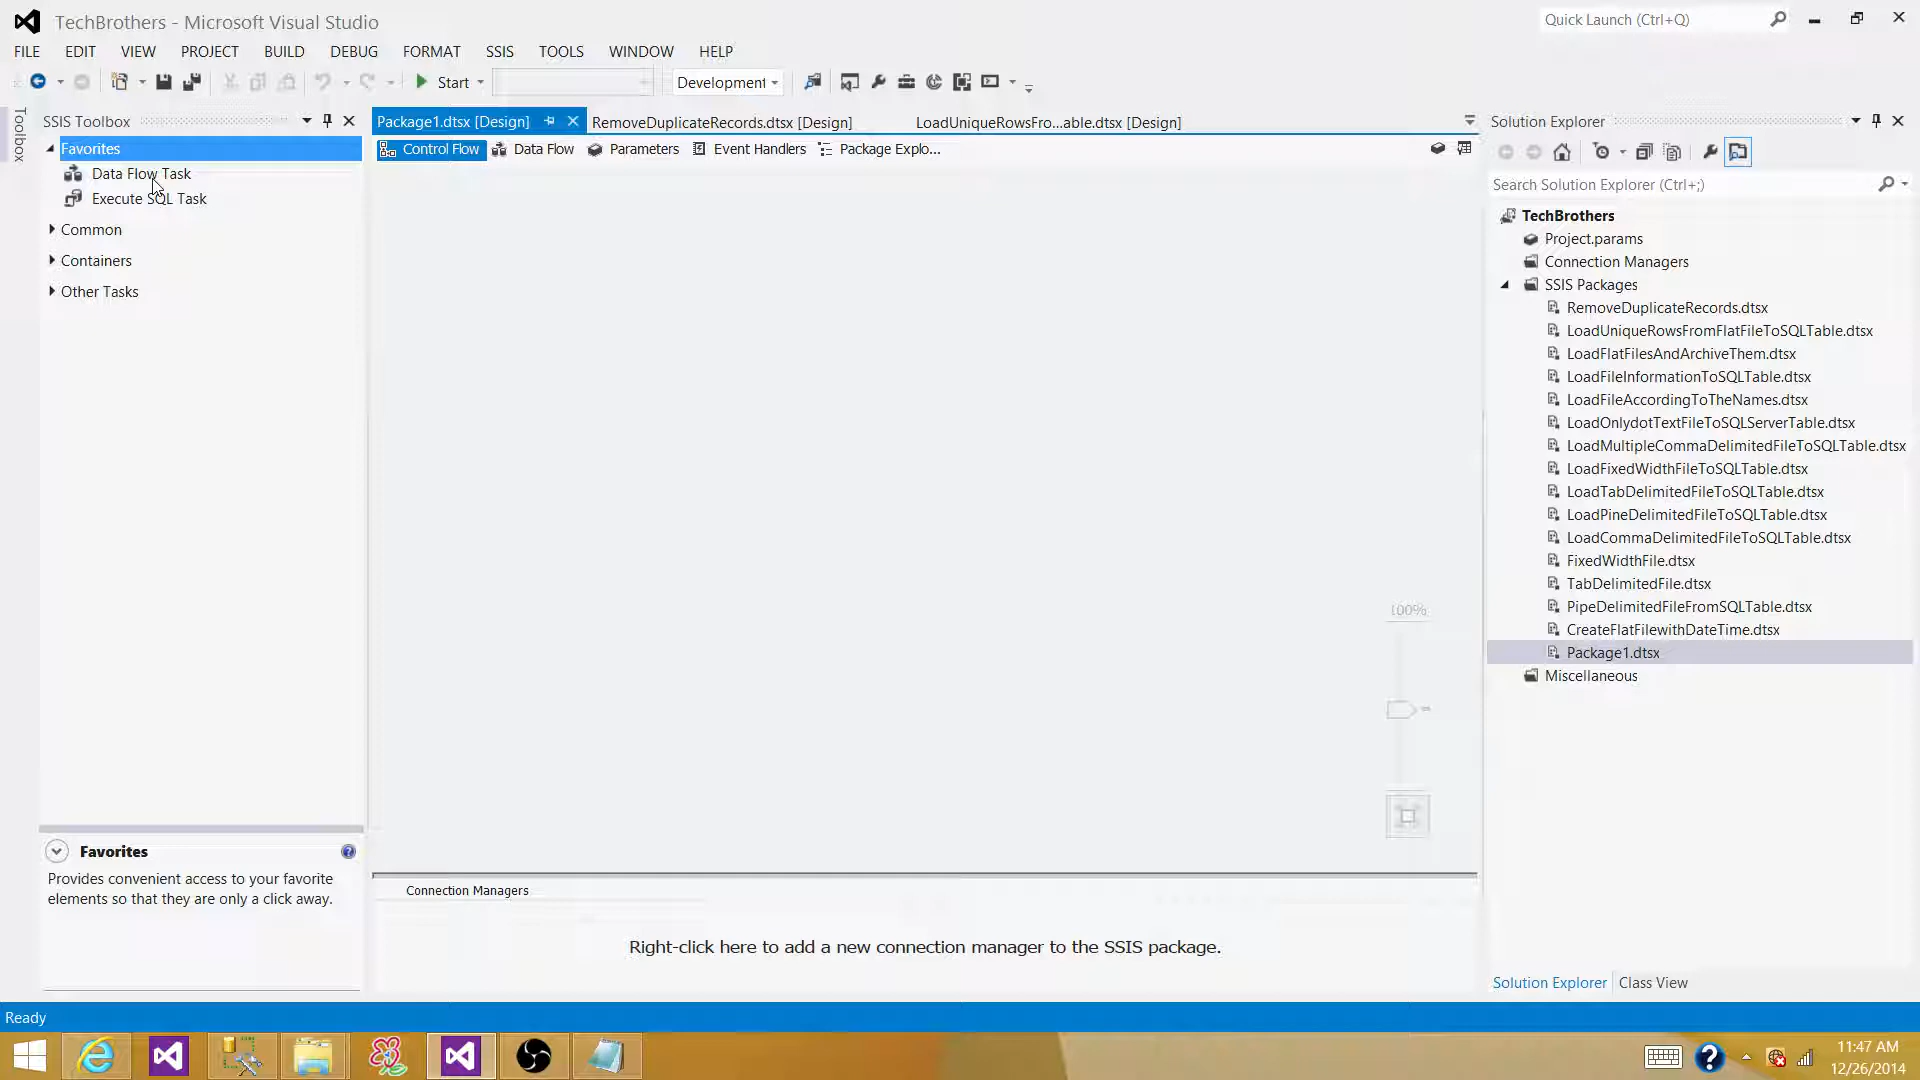 TechBrothers - Microsoft Visual Studio
Quick Launch (Ctrl+Q)
FILE EDIT VIEW PROJECT BUILD DEBUG FORMAT SSIS TOOLS WINDOW HELP
Start Development
Toolbox
SSIS Toolbox
Favorites
Data Flow Task
Execute SQL Task
Common
Containers
Other Tasks
Favorites
Provides convenient access to your favorite
elements so that they are only a click away.
Package1.dtsx [Design] RemoveDuplicateRecords.dtsx [Design] LoadUniqueRowsFro...able.dtsx [Design]
Control Flow Data Flow Parameters Event Handlers Package Explo...
100%
Connection Managers
Right-click here to add a new connection manager to the SSIS package.
Solution Explorer
Search Solution Explorer (Ctrl+;)
TechBrothers
Project.params
Connection Managers
SSIS Packages
RemoveDuplicateRecords.dtsx
LoadUniqueRowsFromFlatFileToSQLTable.dtsx
LoadFlatFilesAndArchiveThem.dtsx
LoadFileInformationToSQLTable.dtsx
LoadFileAccordingToTheNames.dtsx
LoadOnlydotTextFileToSQLServerTable.dtsx
LoadMultipleCommaDelimitedFileToSQLTable.dtsx
LoadFixedWidthFileToSQLTable.dtsx
LoadTabDelimitedFileToSQLTable.dtsx
LoadPineDelimitedFileToSQLTable.dtsx
LoadCommaDelimitedFileToSQLTable.dtsx
FixedWidthFile.dtsx
TabDelimitedFile.dtsx
PipeDelimitedFileFromSQLTable.dtsx
CreateFlatFilewithDateTime.dtsx
Package1.dtsx
Miscellaneous
Solution Explorer Class View
Ready
11:47 AM
12/26/2014